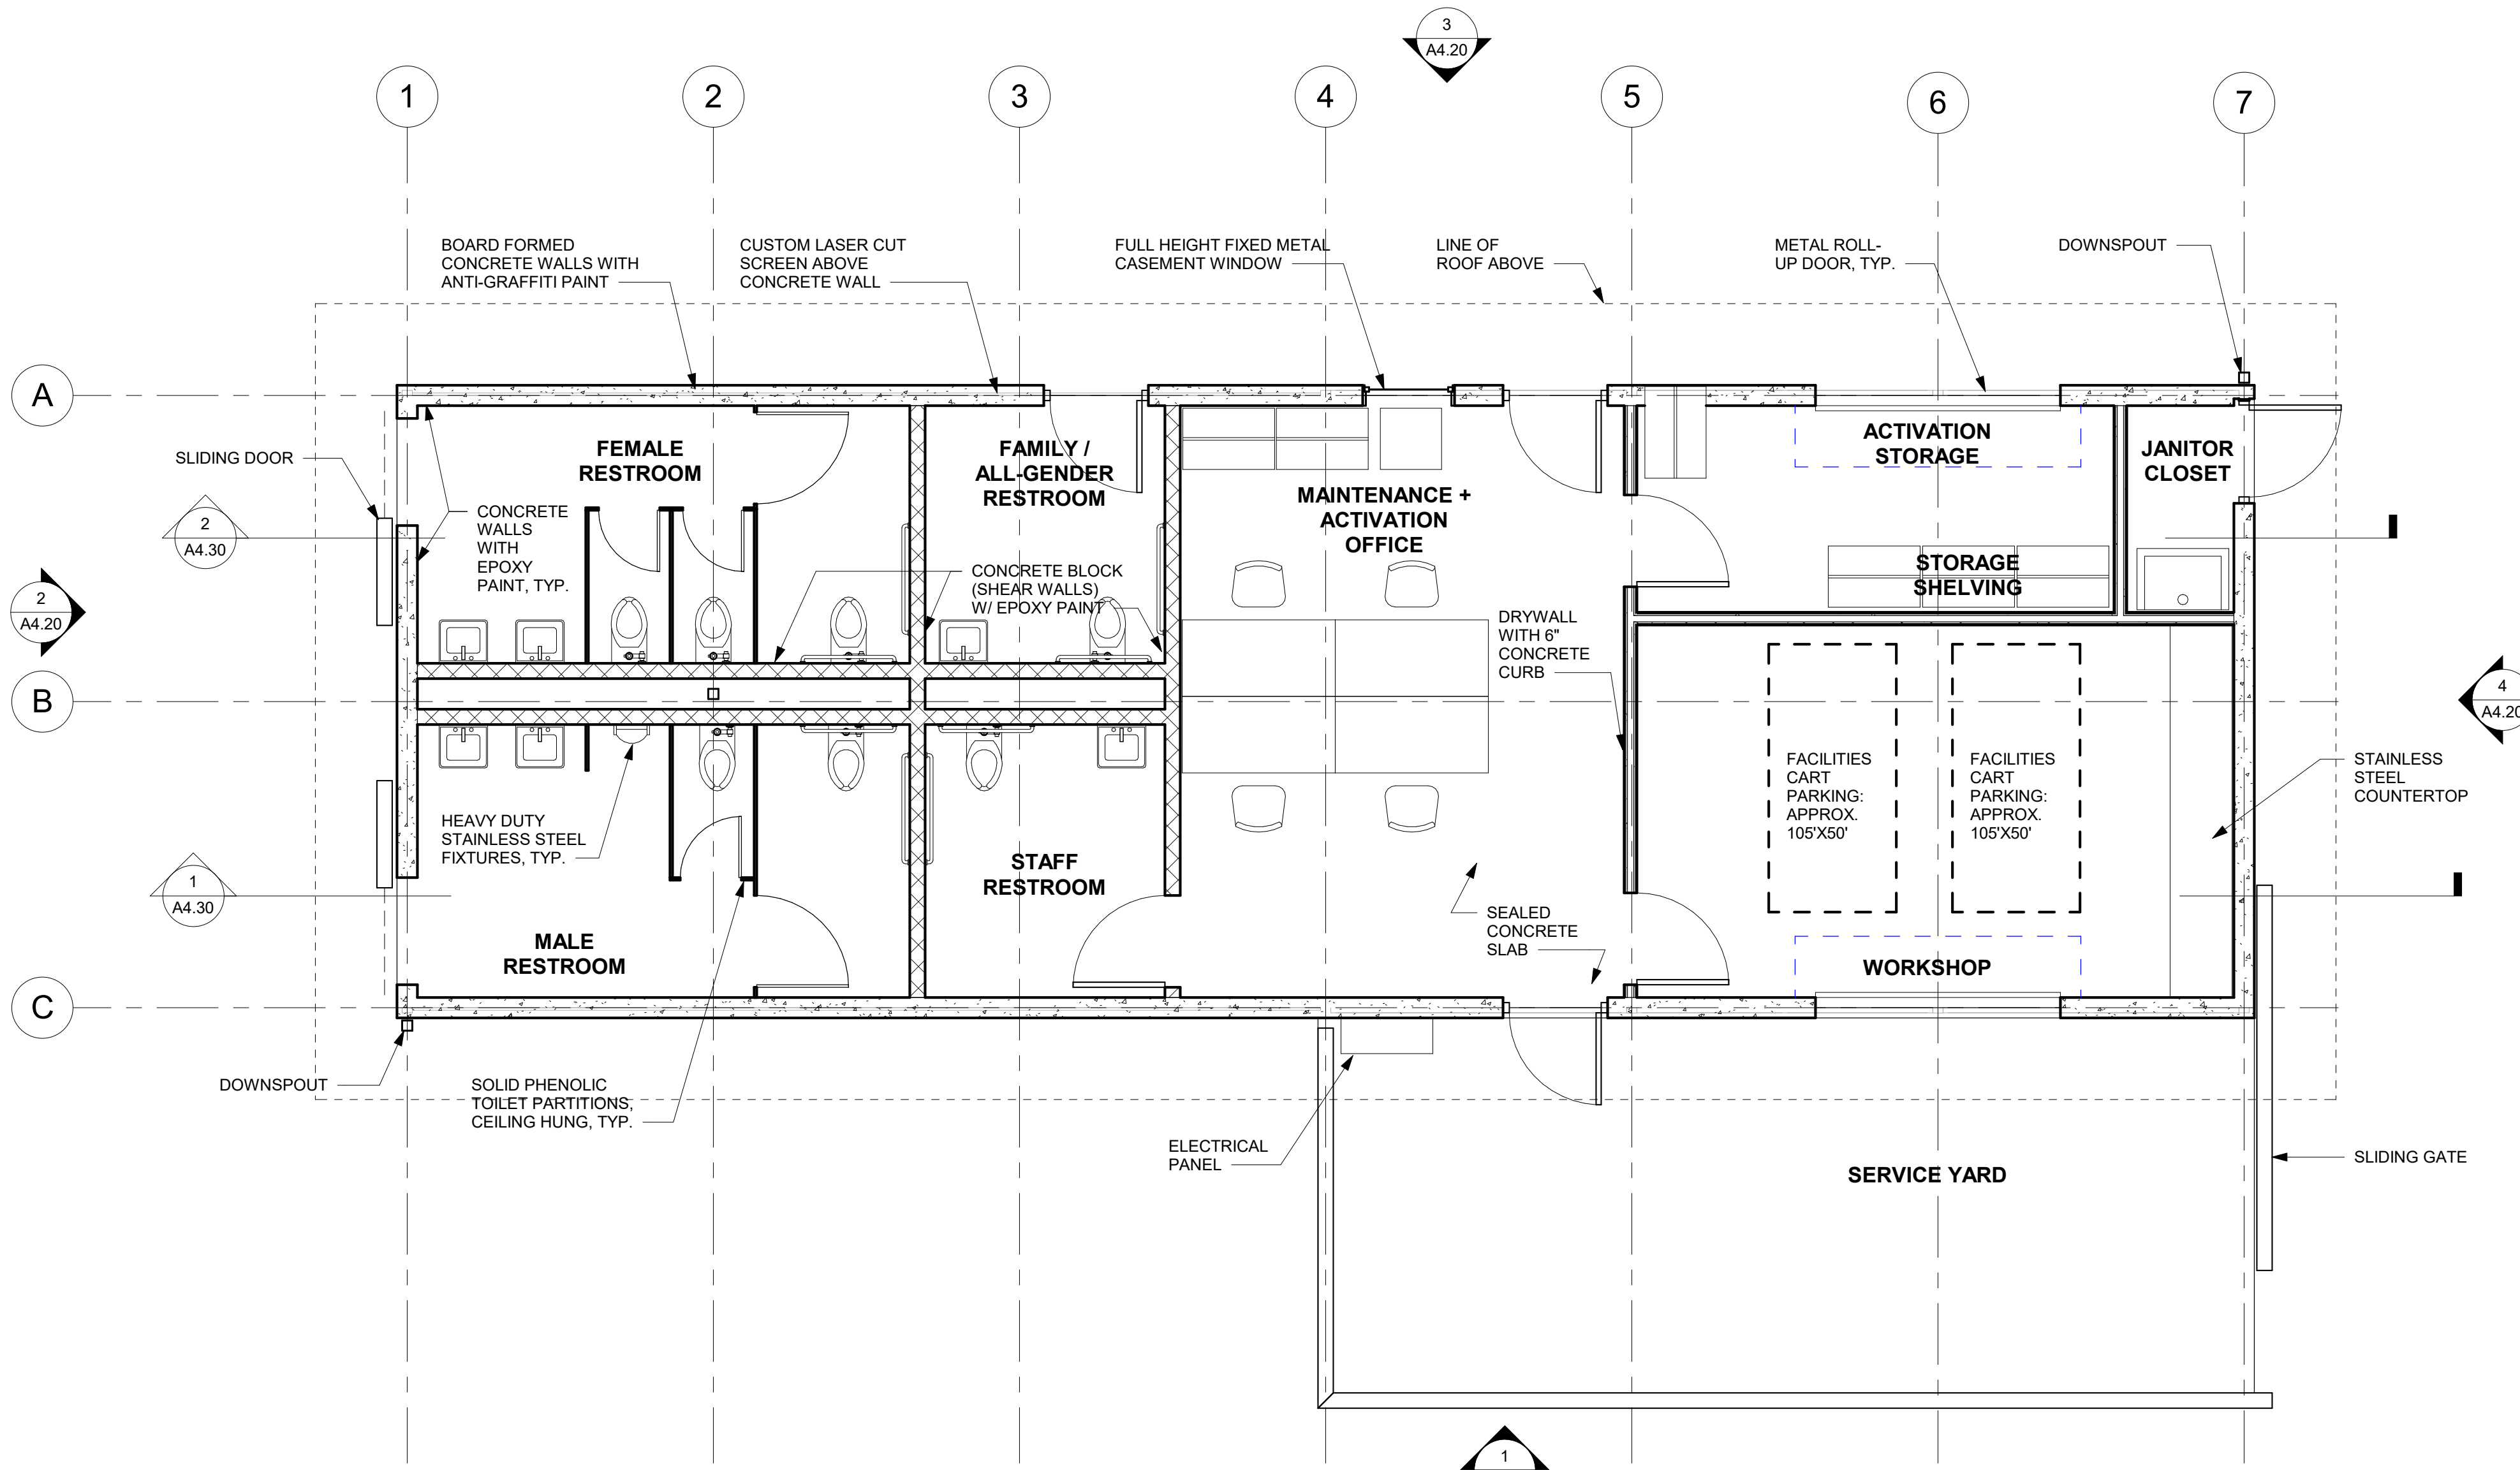 3
A4.20
1
2
3
4
5
6
7
BOARD FORMED
CONCRETE WALLS WITH
ANTI-GRAFFITI PAINT
CUSTOM LASER CUT
SCREEN ABOVE
CONCRETE WALL
FULL HEIGHT FIXED METAL
CASEMENT WINDOW
LINE OF
ROOF ABOVE
METAL ROLL-
UP DOOR, TYP.
DOWNSPOUT
A
SLIDING DOOR
FEMALE
RESTROOM
FAMILY /
ALL-GENDER
RESTROOM
MAINTENANCE +
ACTIVATION
OFFICE
ACTIVATION
STORAGE
JANITOR
CLOSET
2
A4.30
CONCRETE
WALLS
WITH
EPOXY
PAINT, TYP.
CONCRETE BLOCK
(SHEAR WALLS)
W/ EPOXY PAINT
STORAGE
SHELVING
2
A4.20
DRYWALL
WITH 6"
CONCRETE
CURB
B
4
A4.20
FACILITIES
CART
PARKING:
APPROX.
105'X50'
FACILITIES
CART
PARKING:
APPROX.
105'X50'
STAINLESS
STEEL
COUNTERTOP
HEAVY DUTY
STAINLESS STEEL
FIXTURES, TYP.
STAFF
RESTROOM
1
A4.30
SEALED
CONCRETE
SLAB
MALE
RESTROOM
WORKSHOP
C
DOWNSPOUT
SOLID PHENOLIC
TOILET PARTITIONS,
CEILING HUNG, TYP.
ELECTRICAL
PANEL
SERVICE YARD
SLIDING GATE
1